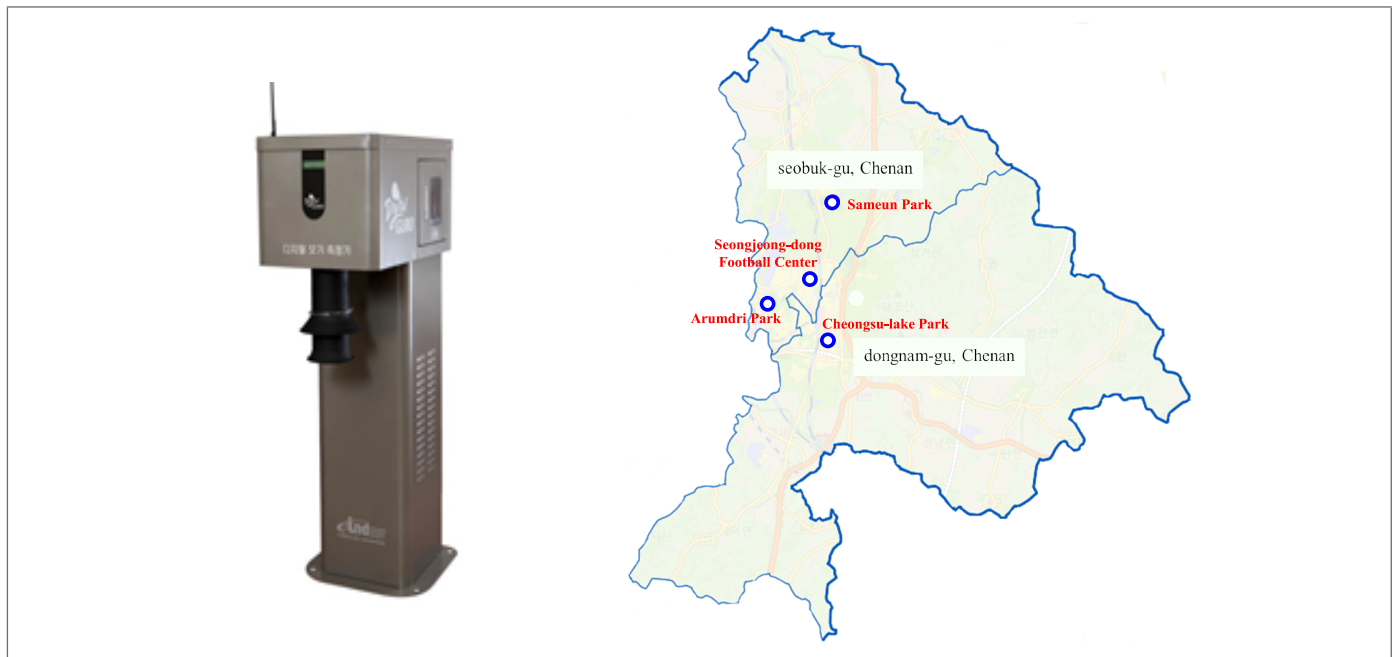 디지털 모기 측정기
seobuk-gu, Chenan
Sameun Park
Seongjeong-dong
Football Center
Arumdri Park
Cheongsu-lake Park
dongnam-gu, Chenan